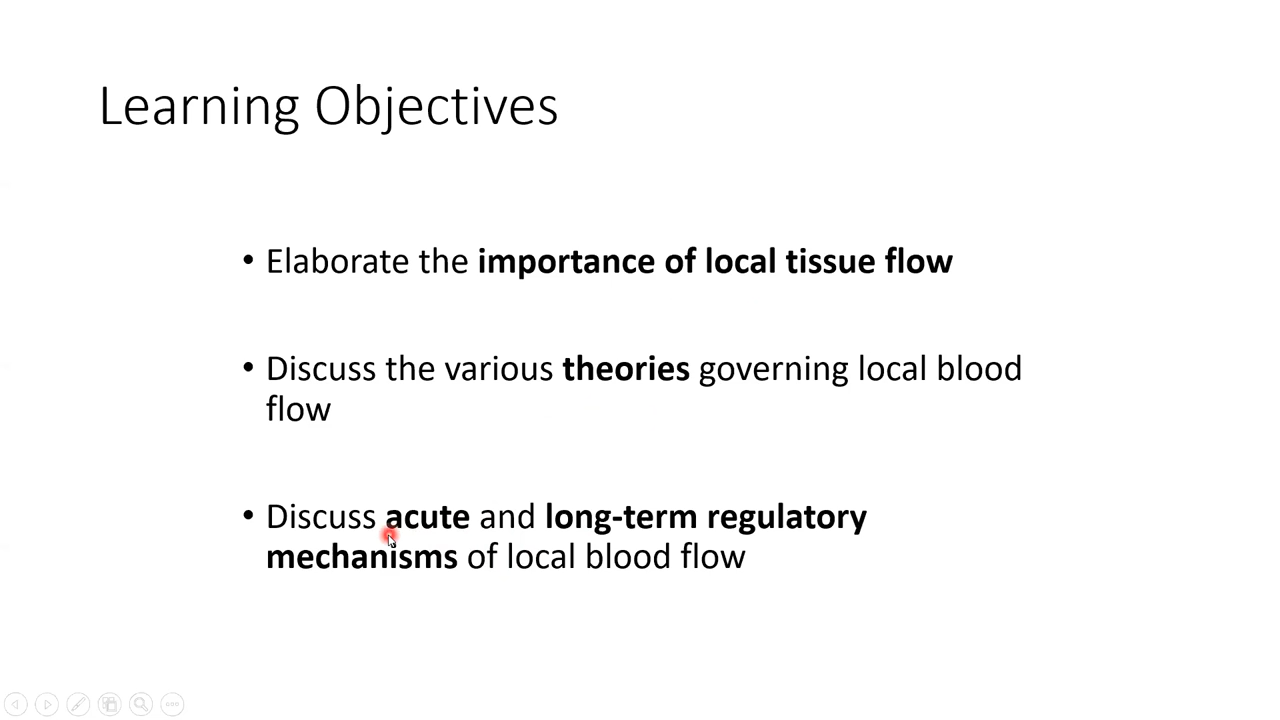 Learning Objectives
• Elaborate the importance of local tissue flow
• Discuss the various theories governing local blood
flow
• Discuss acute and long-term regulatory
mechanisms of local blood flow